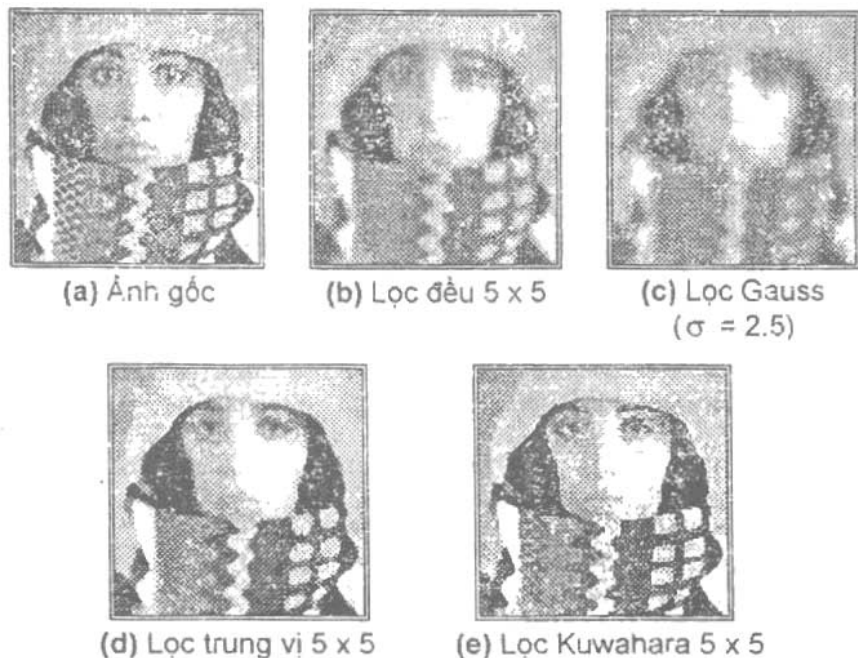 (a) Ảnh gốc
(b) Lọc đều 5 x 5
(c) Lọc Gauss
(σ = 2.5)
(d) Lọc trung vị 5 x 5
(e) Lọc Kuwahara 5 x 5